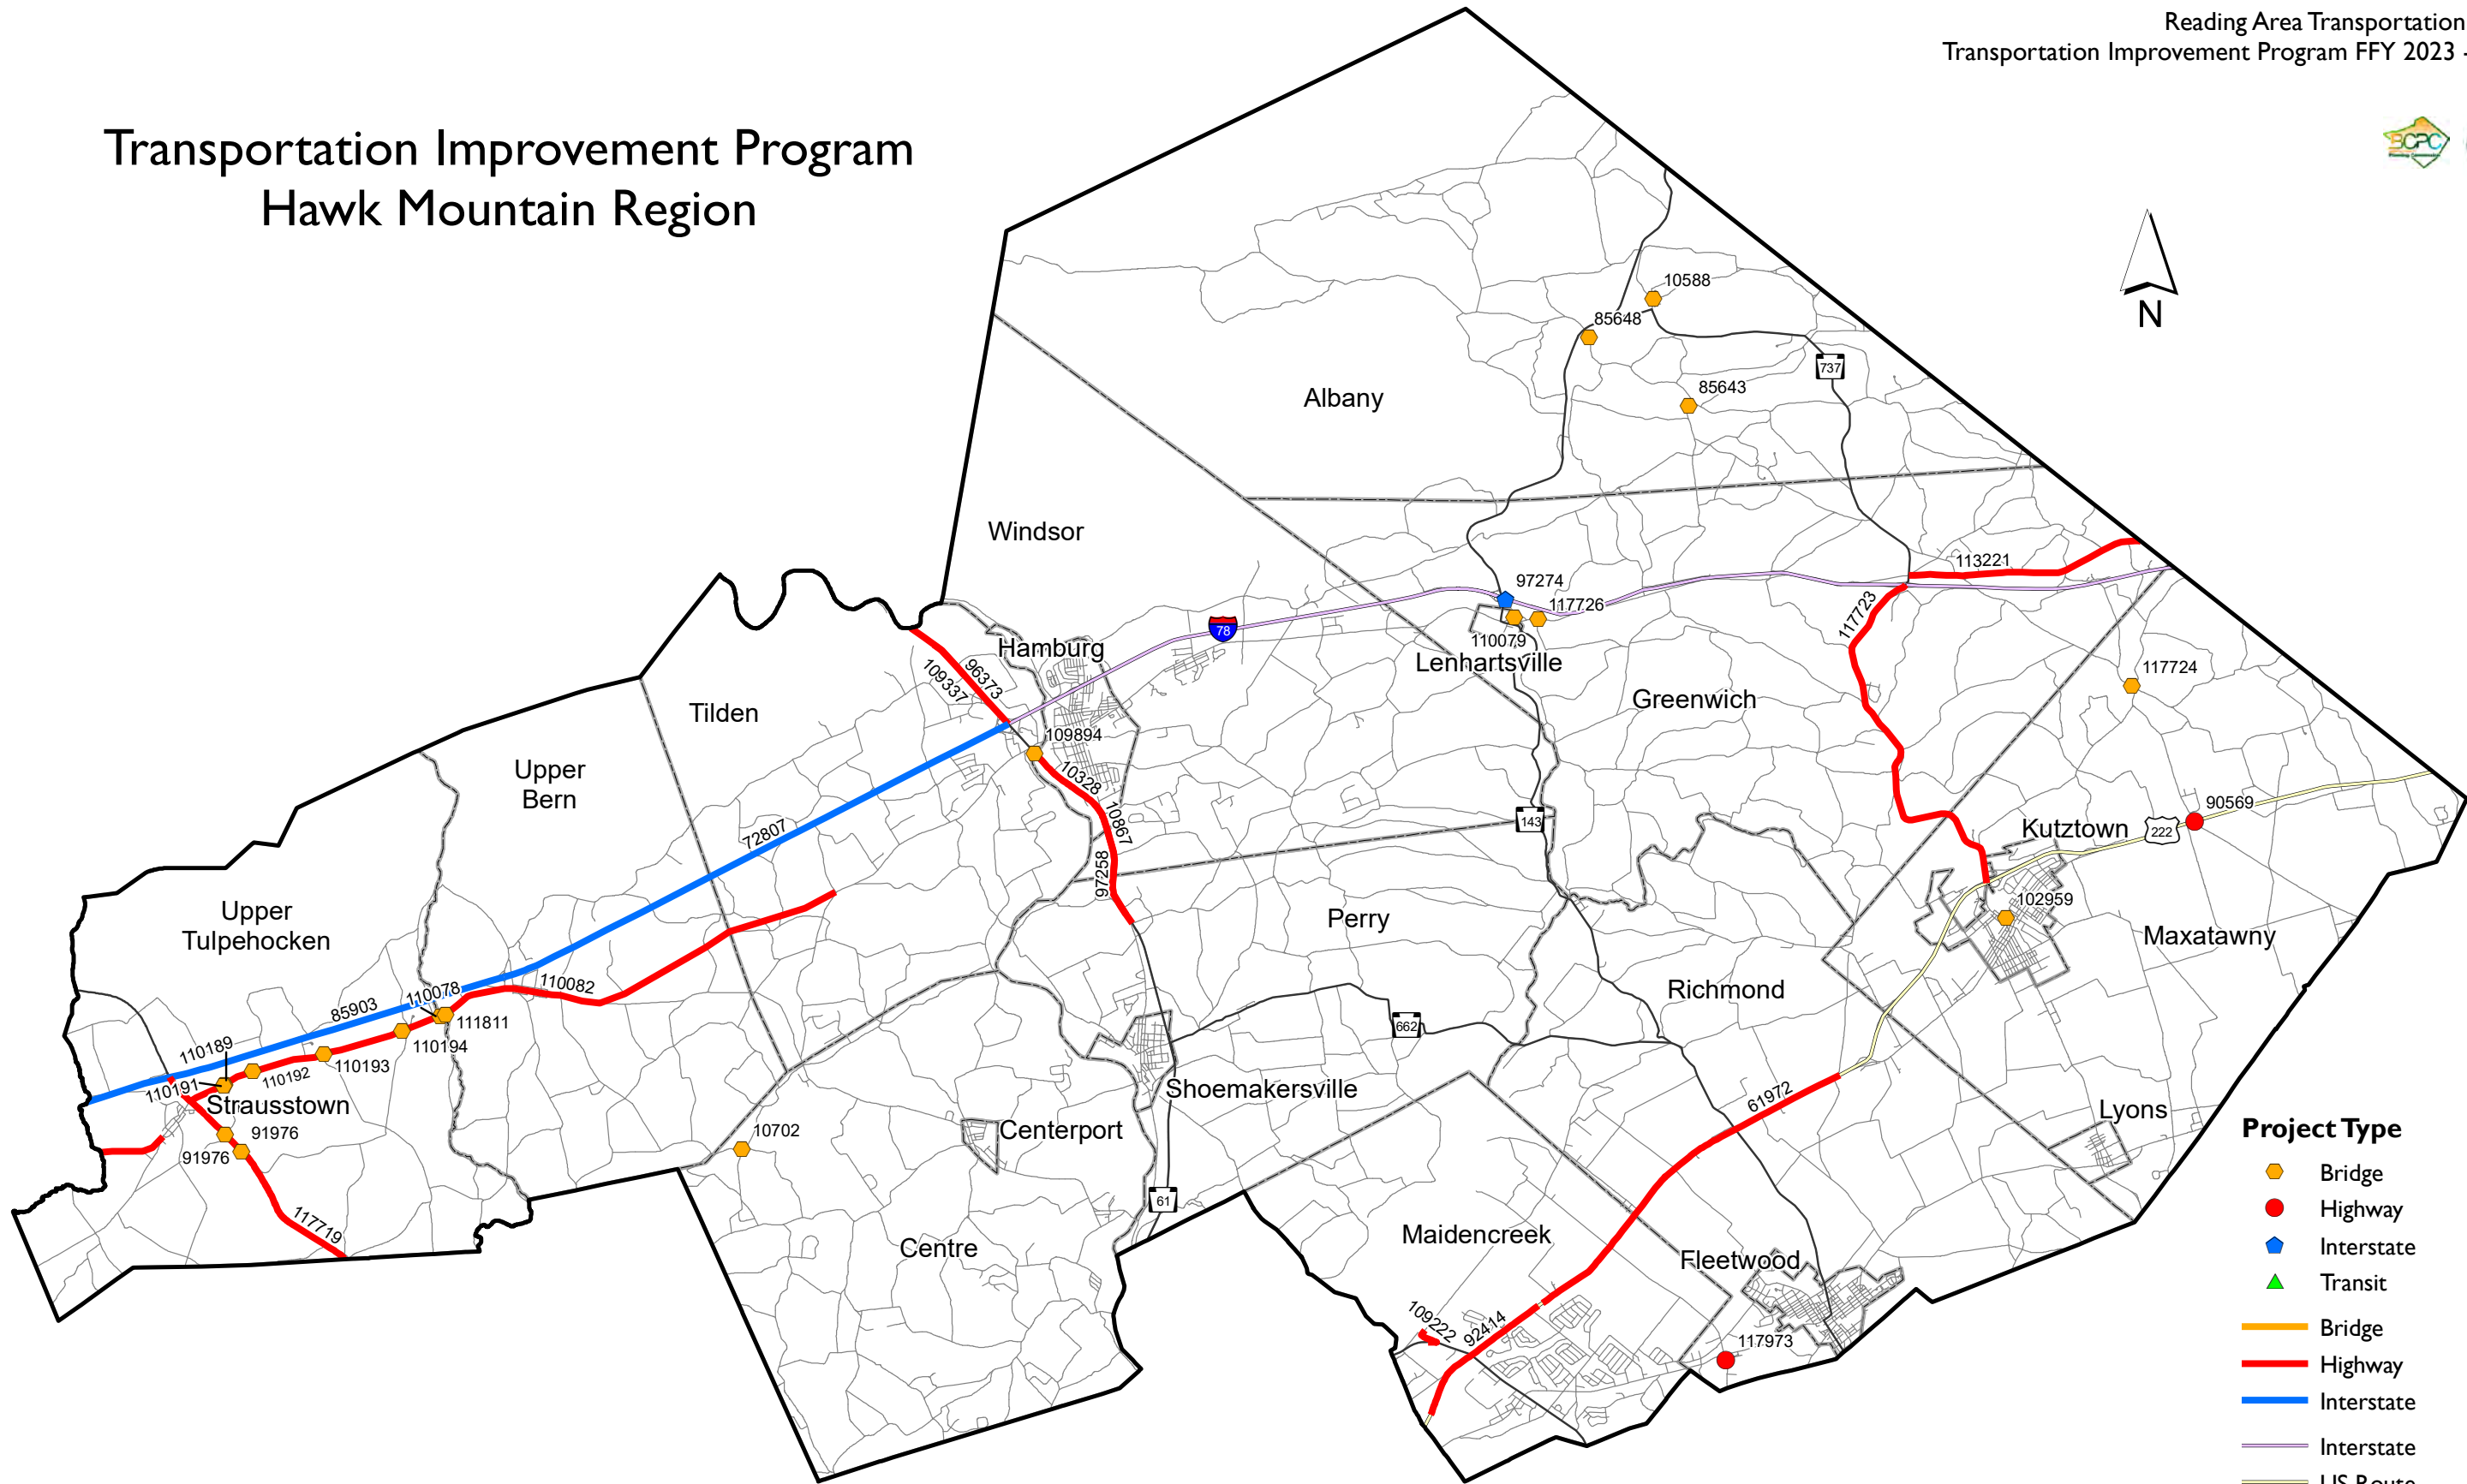 Reading Area Transportation
Transportation Improvement Program FFY 2023 -
Transportation Improvement Program
Hawk Mountain Region
BCPC
N
10588
85648
737
85643
Albany
Windsor
113221
97274
117726
117723
78
110079
Hamburg
Lenhartsville
96373
109337
117724
Greenwich
Tilden
109894
Upper
Bern
10328
10867
90569
143
222
Kutztown
72807
97258
102959
Upper
Tulpehocken
Perry
Maxatawny
110082
110078
Richmond
85903
111811
662
110189
110194
110193
110192
110191
Strausstown
Shoemakersville
61972
Lyons
91976
91976
10702
Centerport
61
117719
Centre
Maidencreek
Fleetwood
109222
92414
117973
Project Type
Bridge
Highway
Interstate
Transit
Bridge
Highway
Interstate
Interstate
US Route